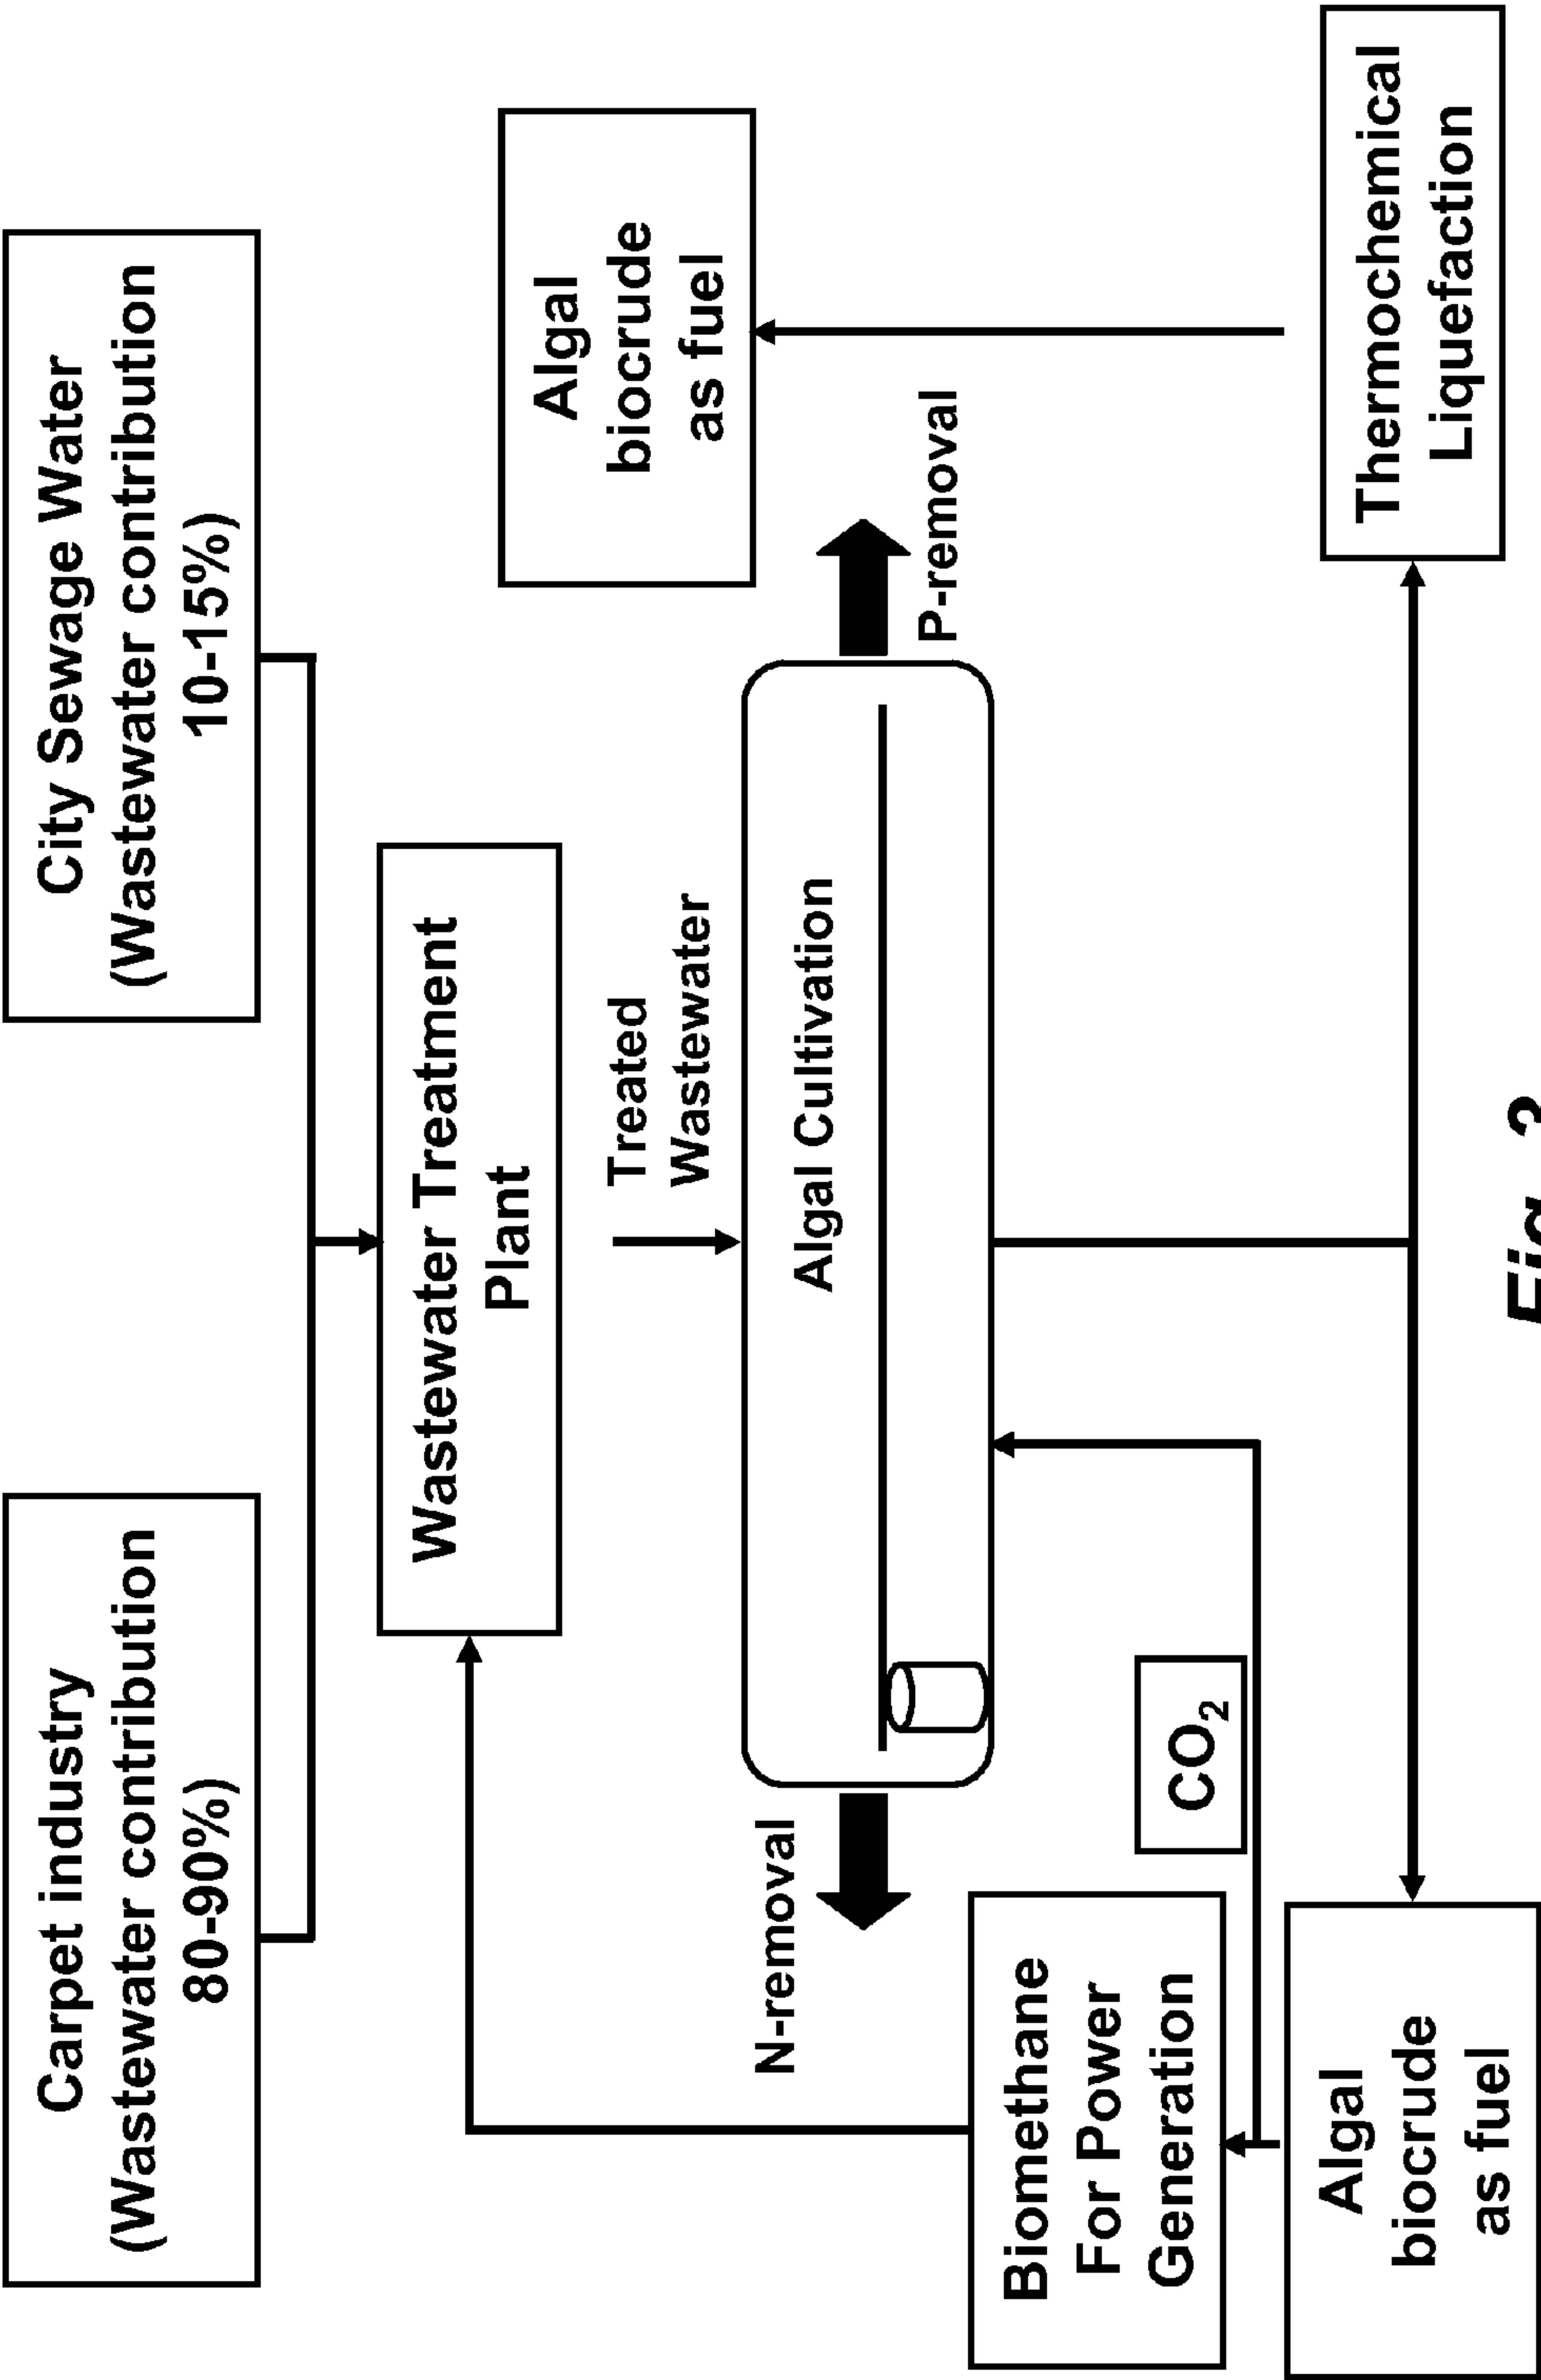 Carpet industry
(Wastewater contribution
80-90%)
City Sewage Water
(Wastewater contribution
10-15%)
Wastewater Treatment
Plant
Treated
Wastewater
Algal
biocrude
as fuel
N-removal
Algal Cultivation
P-removal
Biomethane
For Power
Generation
CO₂
Algal
biocrude
as fuel
Thermochemical
Liquefaction